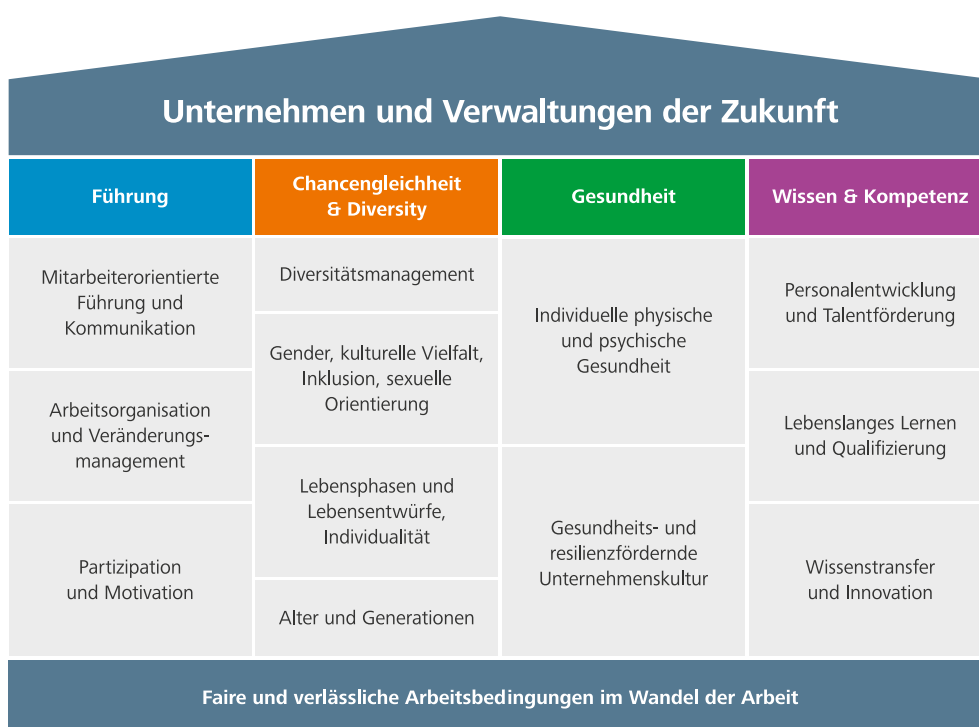 Unternehmen und Verwaltungen der Zukunft
Führung
Mitarbeiterorientierte
Führung und
Kommunikation
Arbeitsorganisation
und Veränderungs-
management
Partizipation
und Motivation
Chancengleichheit
& Diversity
Diversitätsmanagement
Gender, kulturelle Vielfalt,
Inklusion, sexuelle
Orientierung
Lebensphasen und
Lebensentwürfe,
Individualität
Alter und Generationen
Gesundheit
Individuelle physische
und psychische
Gesundheit
Gesundheits- und
resilienzfördernde
Unternehmenskultur
Wissen & Kompetenz
Personalentwicklung
und Talentförderung
Lebenslanges Lernen
und Qualifizierung
Wissenstransfer
und Innovation
Faire und verlässliche Arbeitsbedingungen im Wandel der Arbeit